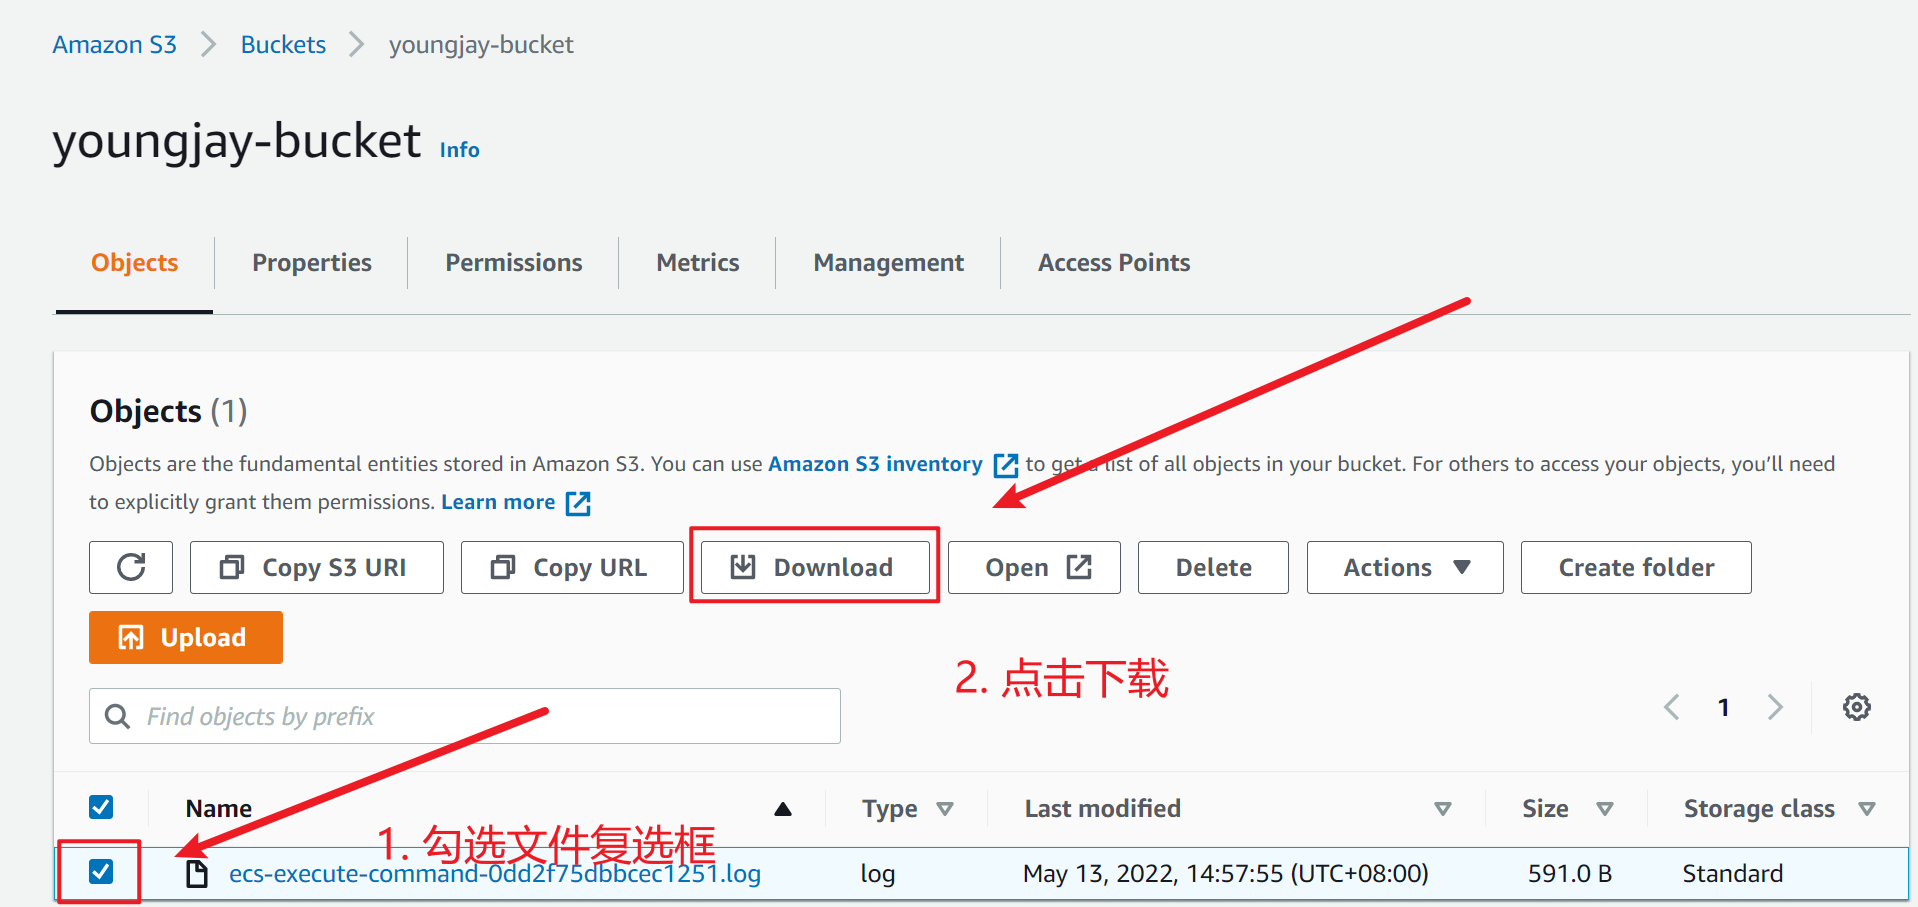 Amazon S3 > Buckets > youngjay-bucket
youngjay-bucket Info
Objects Properties Permissions Metrics Management Access Points
Objects (1)
Objects are the fundamental entities stored in Amazon S3. You can use Amazon S3 inventory to get a list of all objects in your bucket. For others to access your objects, you'll need
to explicitly grant them permissions. Learn more
Copy S3 URI Copy URL Download Open Delete Actions Create folder
Upload
2. 点击下载
Find objects by prefix 1
Name Type Last modified Size Storage class
1. 勾选文件复选框
ecs-execute-command-0dd2f75dbbcec1251.log log May 13, 2022, 14:57:55 (UTC+08:00) 591.0 B Standard